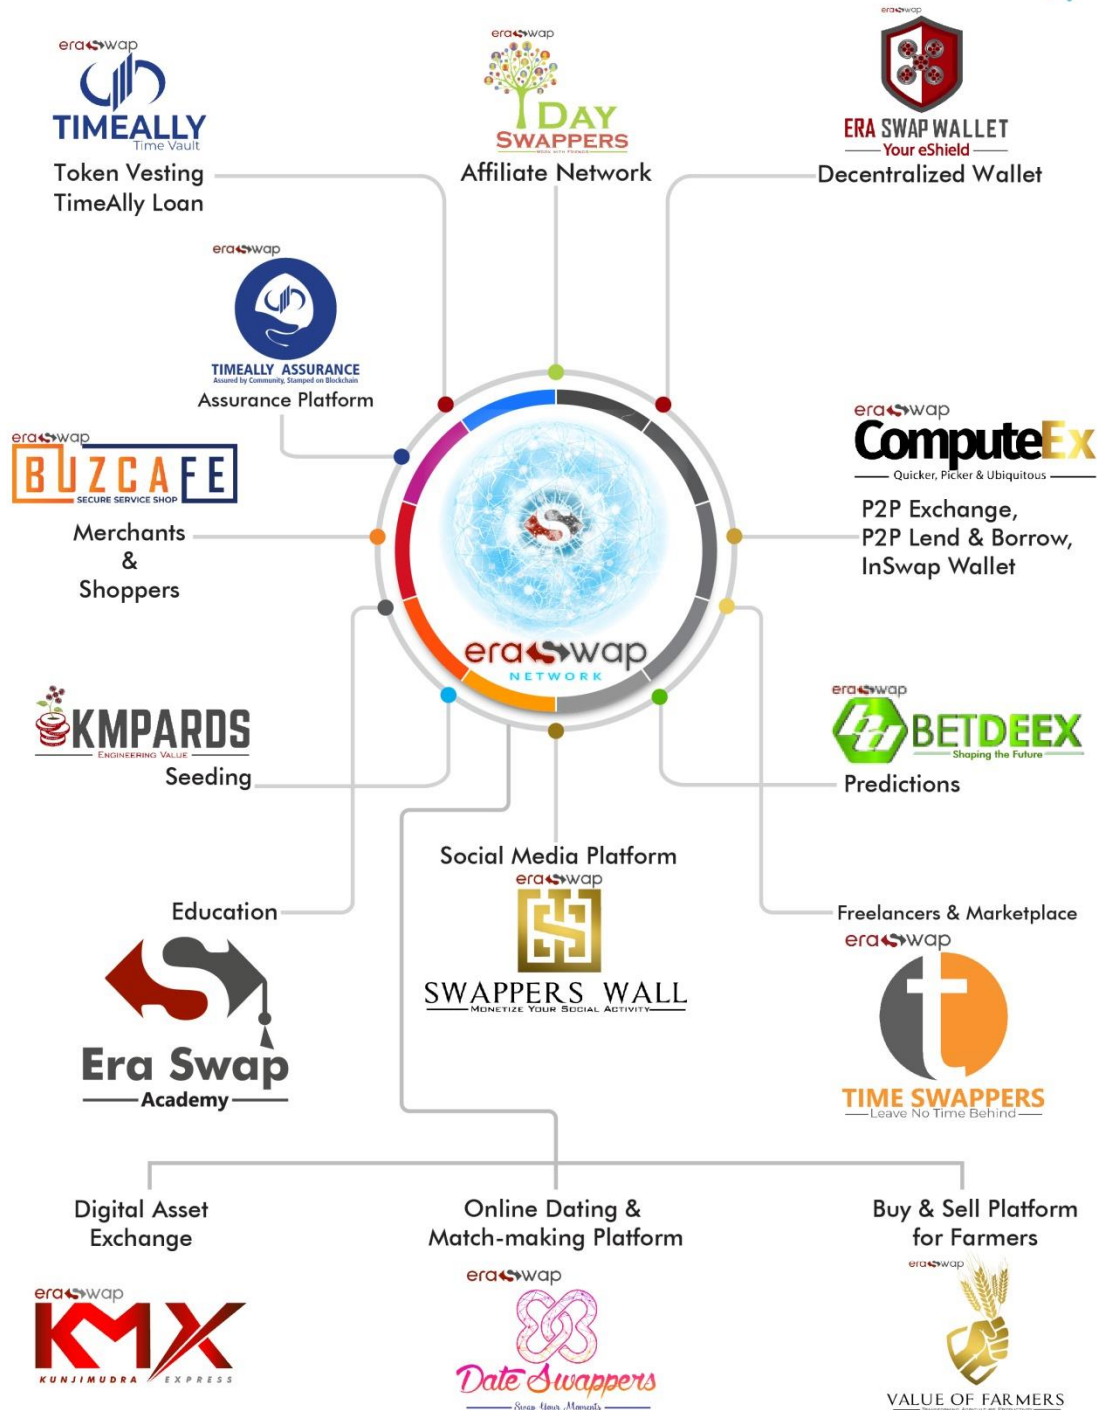 eraswap
TIMEALLY
Time Vault
Token Vesting
TimeAlly Loan
eraswap
DAY
SWAPPERS
Affiliate Network
eraswap
ERA SWAP WALLET
Your eShield
Decentralized Wallet
eraswap
TIMEALLY ASSURANCE
Assured by Community, Stamped on Blockchain
Assurance Platform
eraswap
BUZCAFE
SECURE SERVICE SHOP
Merchants
&
Shoppers
eraswap
ComputeEx
Quicker, Picker & Ubiquitous
P2P Exchange,
P2P Lend & Borrow,
InSwap Wallet
eraswap
NETWORK
KMPARDS
ENGINEERING VALUE
Seeding
eraswap
BETDEEX
Shaping the Future
Predictions
Social Media Platform
eraswap
SWAPPERS WALL
MONETIZE YOUR SOCIAL ACTIVITY
Education
Era Swap
Academy
Freelancers & Marketplace
eraswap
t
TIME SWAPPERS
Leave No Time Behind
Digital Asset
Exchange
eraswap
KMX
KUNJIMUDRA EXPRESS
Online Dating &
Match-making Platform
eraswap
Date Swappers
Swap Your Moments
Buy & Sell Platform
for Farmers
eraswap
VALUE OF FARMERS